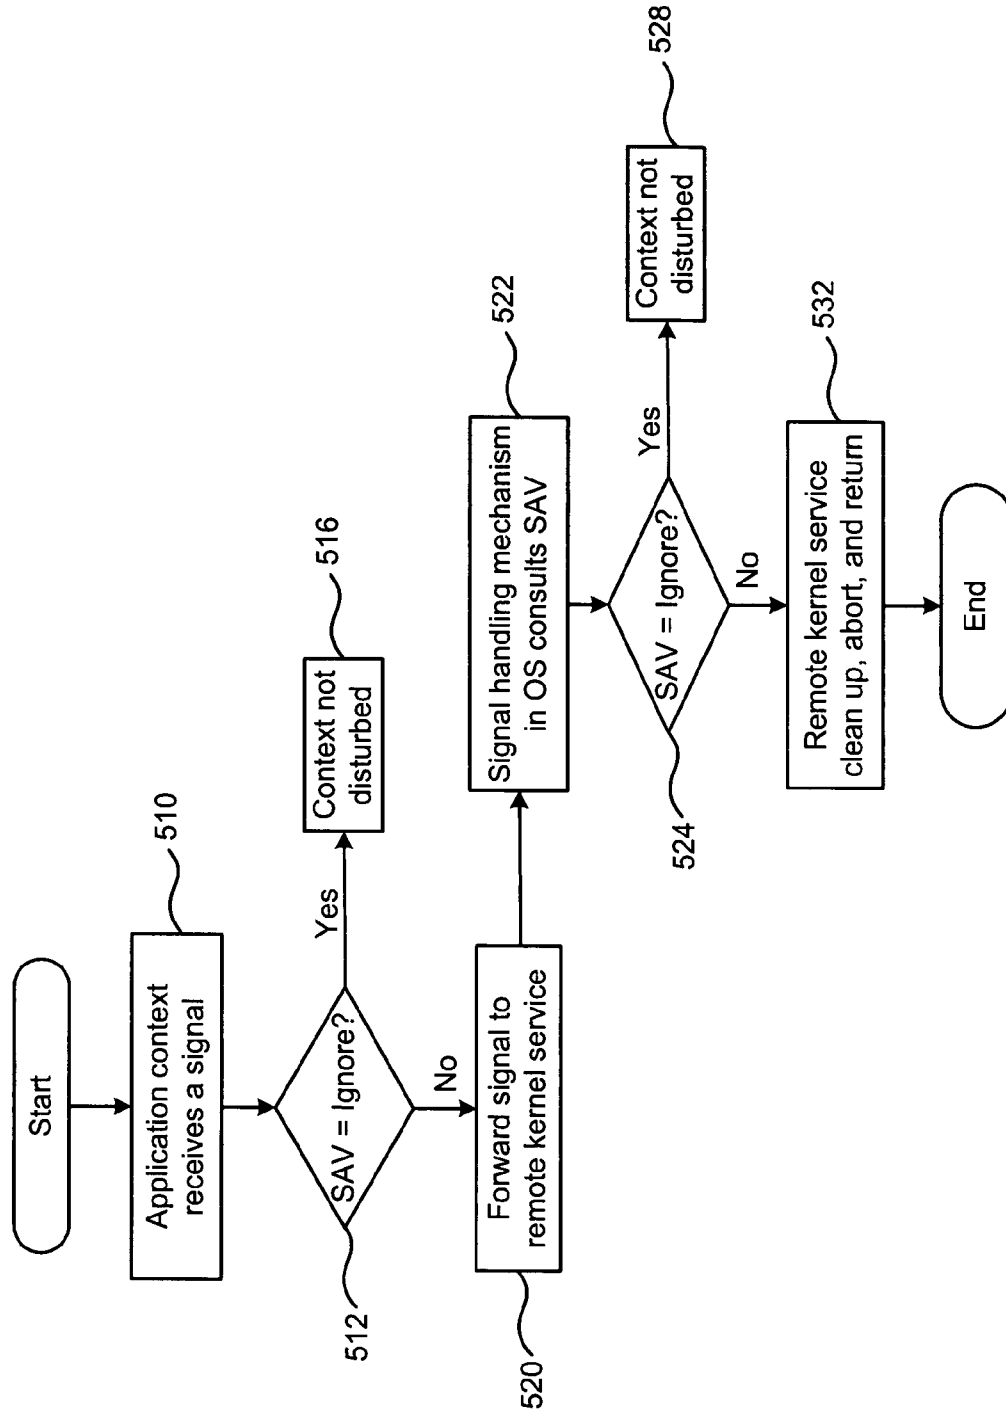 Start
Application context
receives a signal
510
SAV = Ignore?
512
Yes
Context not
disturbed
516
No
Forward signal to
remote kernel service
520
Signal handling mechanism
in OS consults SAV
522
SAV = Ignore?
524
Yes
Context not
disturbed
528
No
Remote kernel service
clean up, abort, and return
532
End